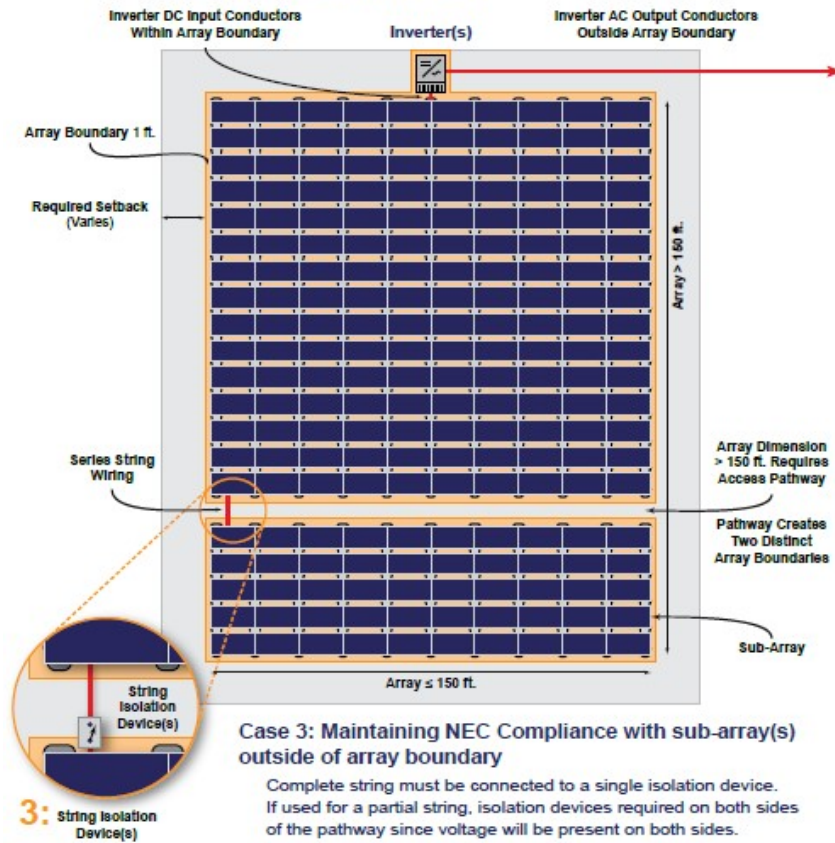 Inverter DC Input Conductors
Within Array Boundary
Inverter(s)
Inverter AC Output Conductors
Outside Array Boundary
Array Boundary 1 ft.
Required Setback
(Varies)
Array > 150 ft.
Series String
Wiring
Array Dimension
> 150 ft. Requires
Access Pathway
Pathway Creates
Two Distinct
Array Boundaries
Sub-Array
Array ≤ 150 ft.
String
Isolation
Device(s)
3: String Isolation
Device(s)
Case 3: Maintaining NEC Compliance with sub-array(s)
outside of array boundary
Complete string must be connected to a single isolation device.
If used for a partial string, isolation devices required on both sides
of the pathway since voltage will be present on both sides.